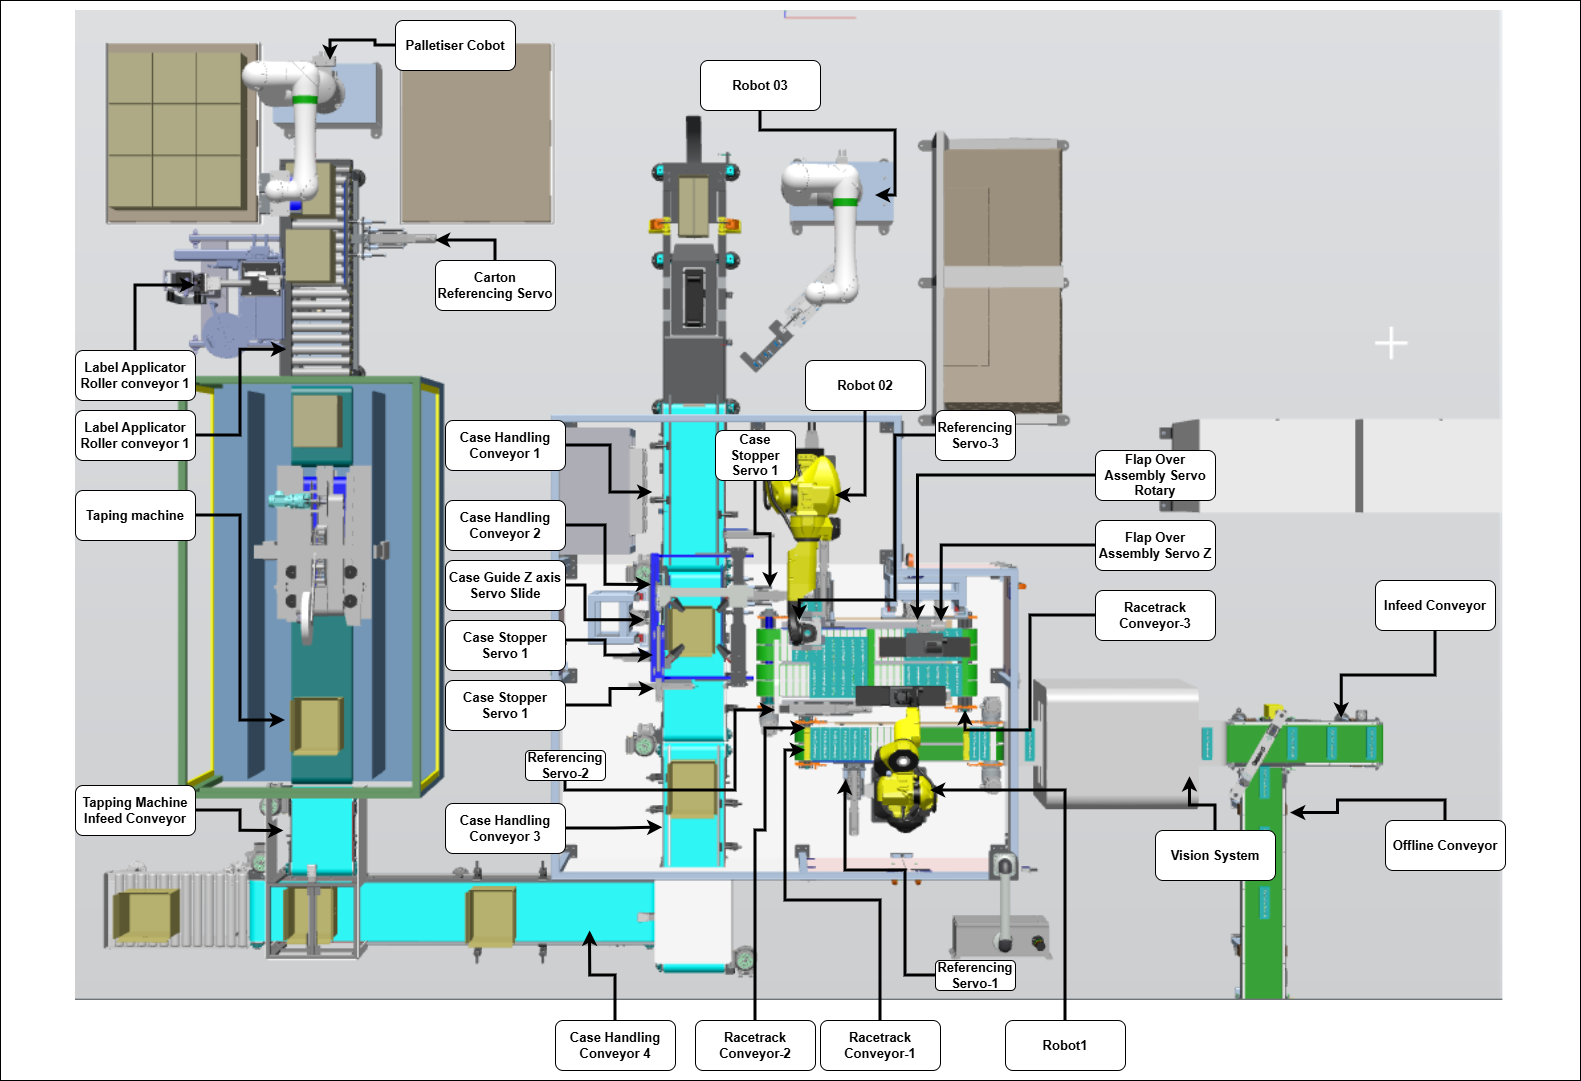 Palletiser Cobot
Robot 03
Carton
Referencing Servo
Label Applicator
Roller conveyor 1
Robot 02
Label Applicator
Roller conveyor 1
Case Handling
Conveyor 1
Case
Stopper
Servo 1
Referencing
Servo-3
Flap Over
Assembly Servo
Rotary
Taping machine
Case Handling
Conveyor 2
Flap Over
Assembly Servo Z
Case Guide Z axis
Servo Slide
Racetrack
Conveyor-3
Infeed Conveyor
Case Stopper
Servo 1
Case Stopper
Servo 1
Referencing
Servo-2
Tapping Machine
Infeed Conveyor
Case Handling
Conveyor 3
Vision System
Offline Conveyor
Referencing
Servo-1
Case Handling
Conveyor 4
Racetrack
Conveyor-2
Racetrack
Conveyor-1
Robot1